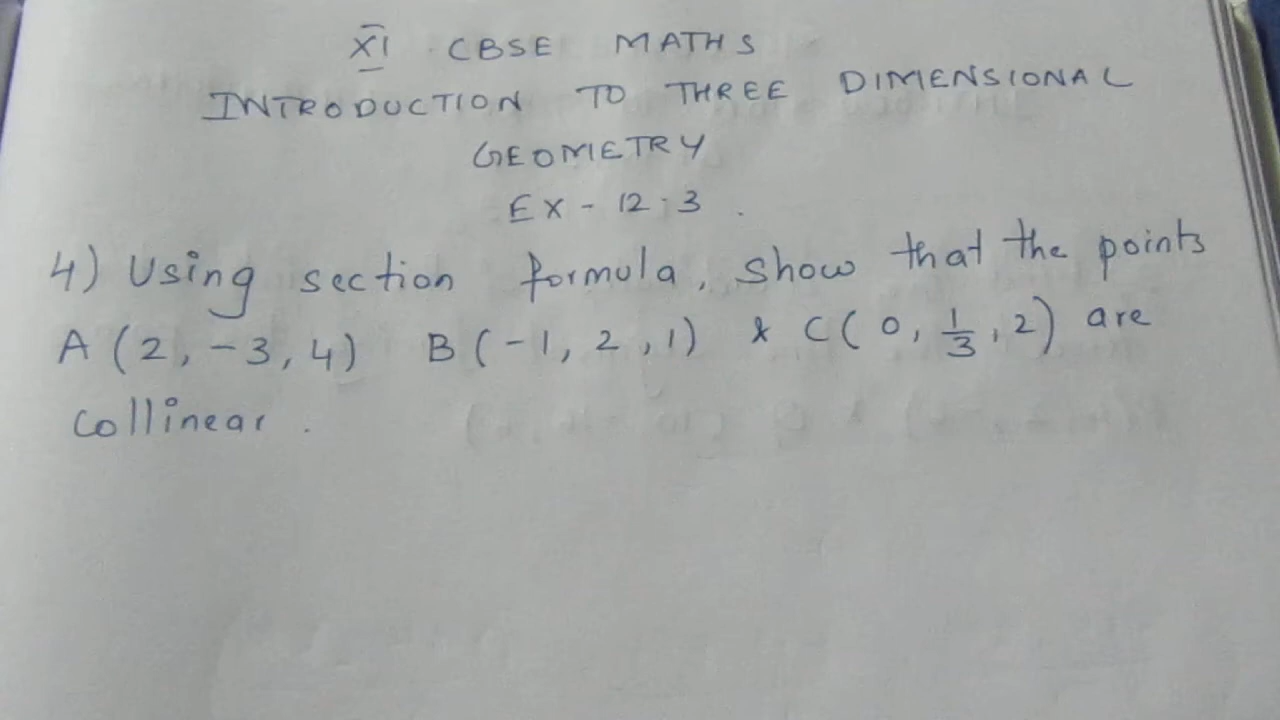 XI CBSE MATHS
INTRODUCTION TO THREE DIMENSIONAL
GEOMETRY
EX - 12.3.
4) Using section formula, show that the points
A(2, -3, 4) B(-1, 2, 1) & C(0, 1/3, 2) are
collinear.